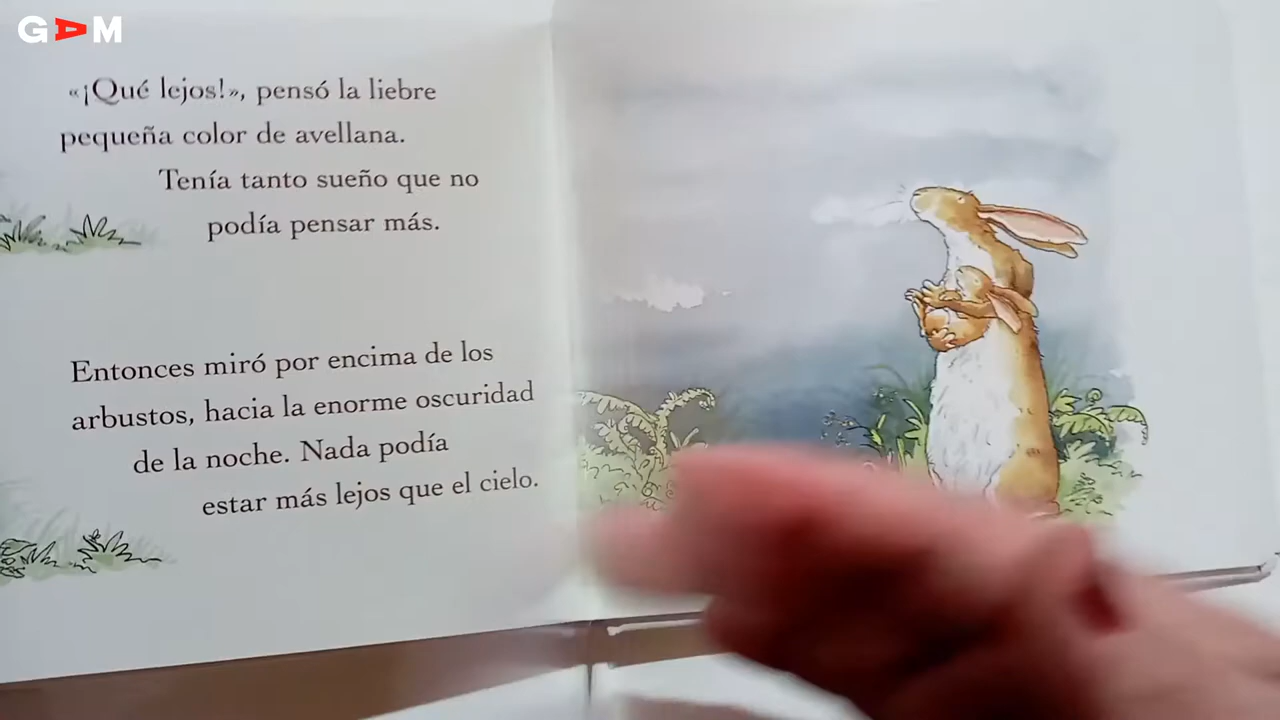 GAM
«¡Qué lejos!», pensó la liebre
pequeña color de avellana.
Tenía tanto sueño que no
podía pensar más.
Entonces miró por encima de los
arbustos, hacia la enorme oscuridad
de la noche. Nada podía
estar más lejos que el cielo.